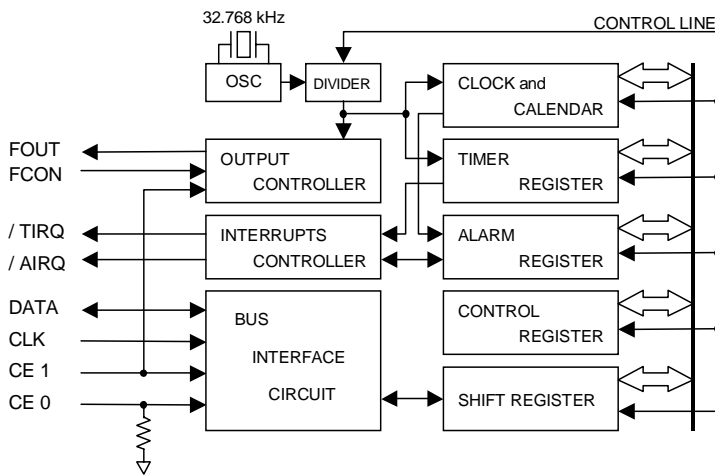 32.768 kHz
CONTROL LINE
OSC
DIVIDER
CLOCK and
CALENDAR
FOUT
FCON
OUTPUT
CONTROLLER
TIMER
REGISTER
/ TIRQ
/ AIRQ
INTERRUPTS
CONTROLLER
ALARM
REGISTER
DATA
CLK
CE 1
CE 0
BUS
INTERFACE
CIRCUIT
CONTROL
REGISTER
SHIFT REGISTER